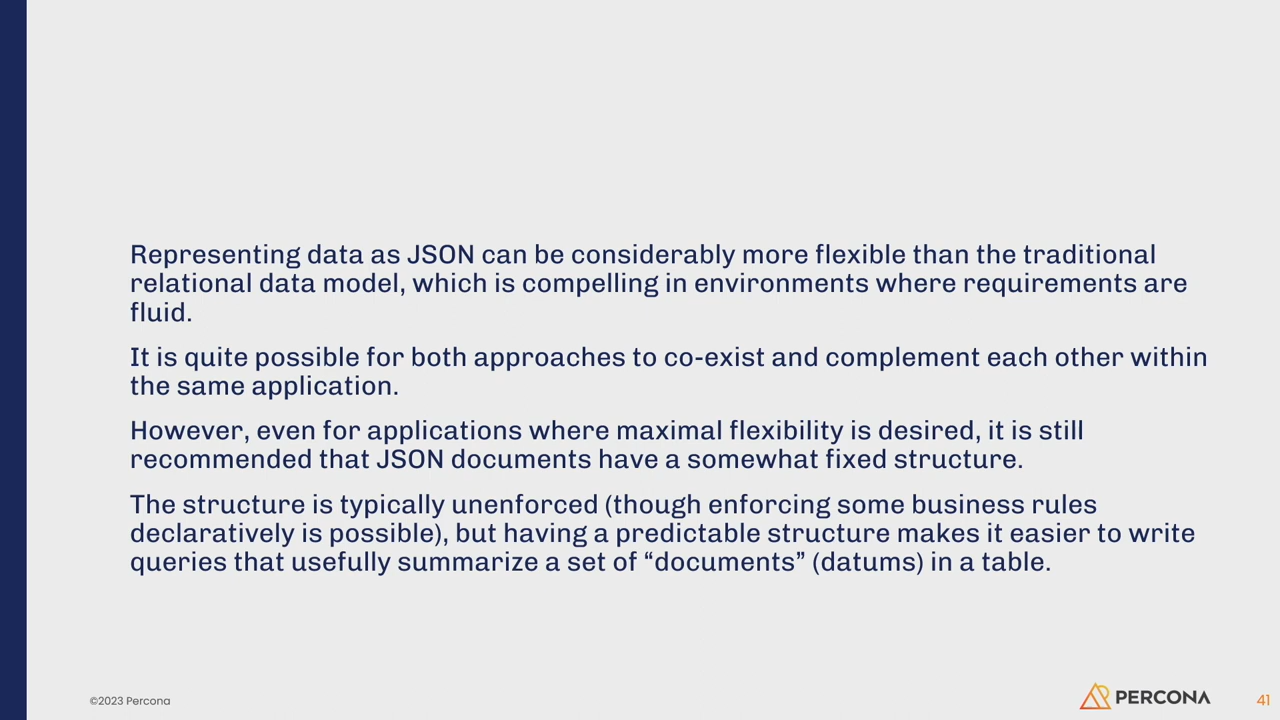 Representing data as JSON can be considerably more flexible than the traditional
relational data model, which is compelling in environments where requirements are
fluid.
It is quite possible for both approaches to co-exist and complement each other within
the same application.
However, even for applications where maximal flexibility is desired, it is still
recommended that JSON documents have a somewhat fixed structure.
The structure is typically unenforced (though enforcing some business rules
declaratively is possible), but having a predictable structure makes it easier to write
queries that usefully summarize a set of “documents” (datums) in a table.
©2023 Percona
PERCONA
41